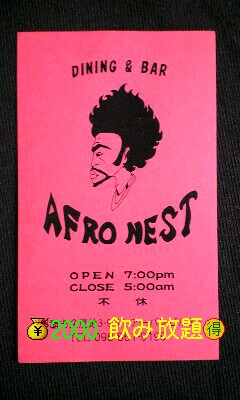 DINING & BAR
AFRO NEST
OPEN 7:00pm
CLOSE 5:00am
不 休
2000 飲み放題得